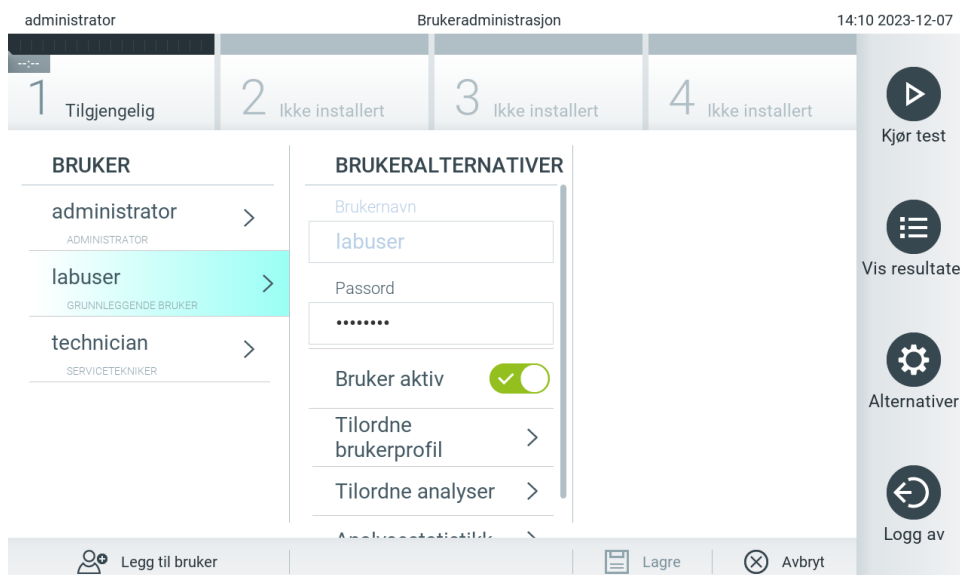 administrator
Brukeradministrasjon
14:10 2023-12-07
--:--
1 Tilgjengelig
2 Ikke installert
3 Ikke installert
4 Ikke installert
Kjør test
Vis resultate
Alternativer
Logg av
BRUKER
administrator
ADMINISTRATOR
labuser
GRUNNLEGGENDE BRUKER
technician
SERVICETEKNIKER
BRUKERALTERNATIVER
Brukernavn
labuser
Passord
••••••••
Bruker aktiv
Tilordne
brukerprofil
Tilordne analyser
Analysestatistikk
Legg til bruker
Lagre
Avbryt